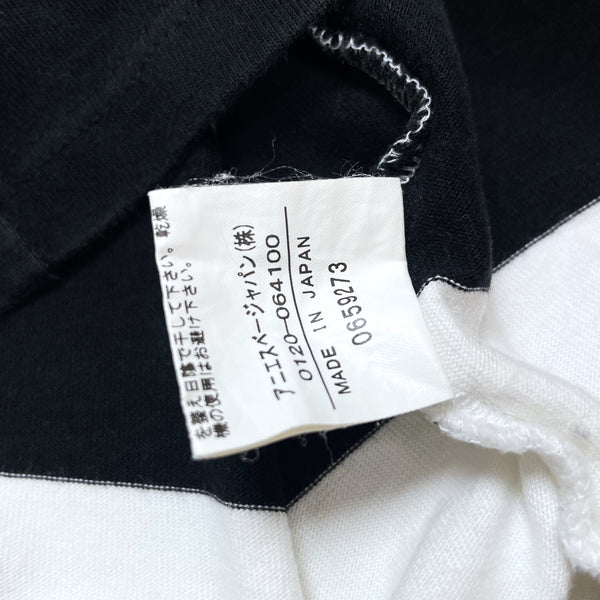 を整え日陰で干して下さい。乾燥
機の使用はお避け下さい。
アニエスベージャパン(株)
0120-064100
MADE IN JAPAN
0659273